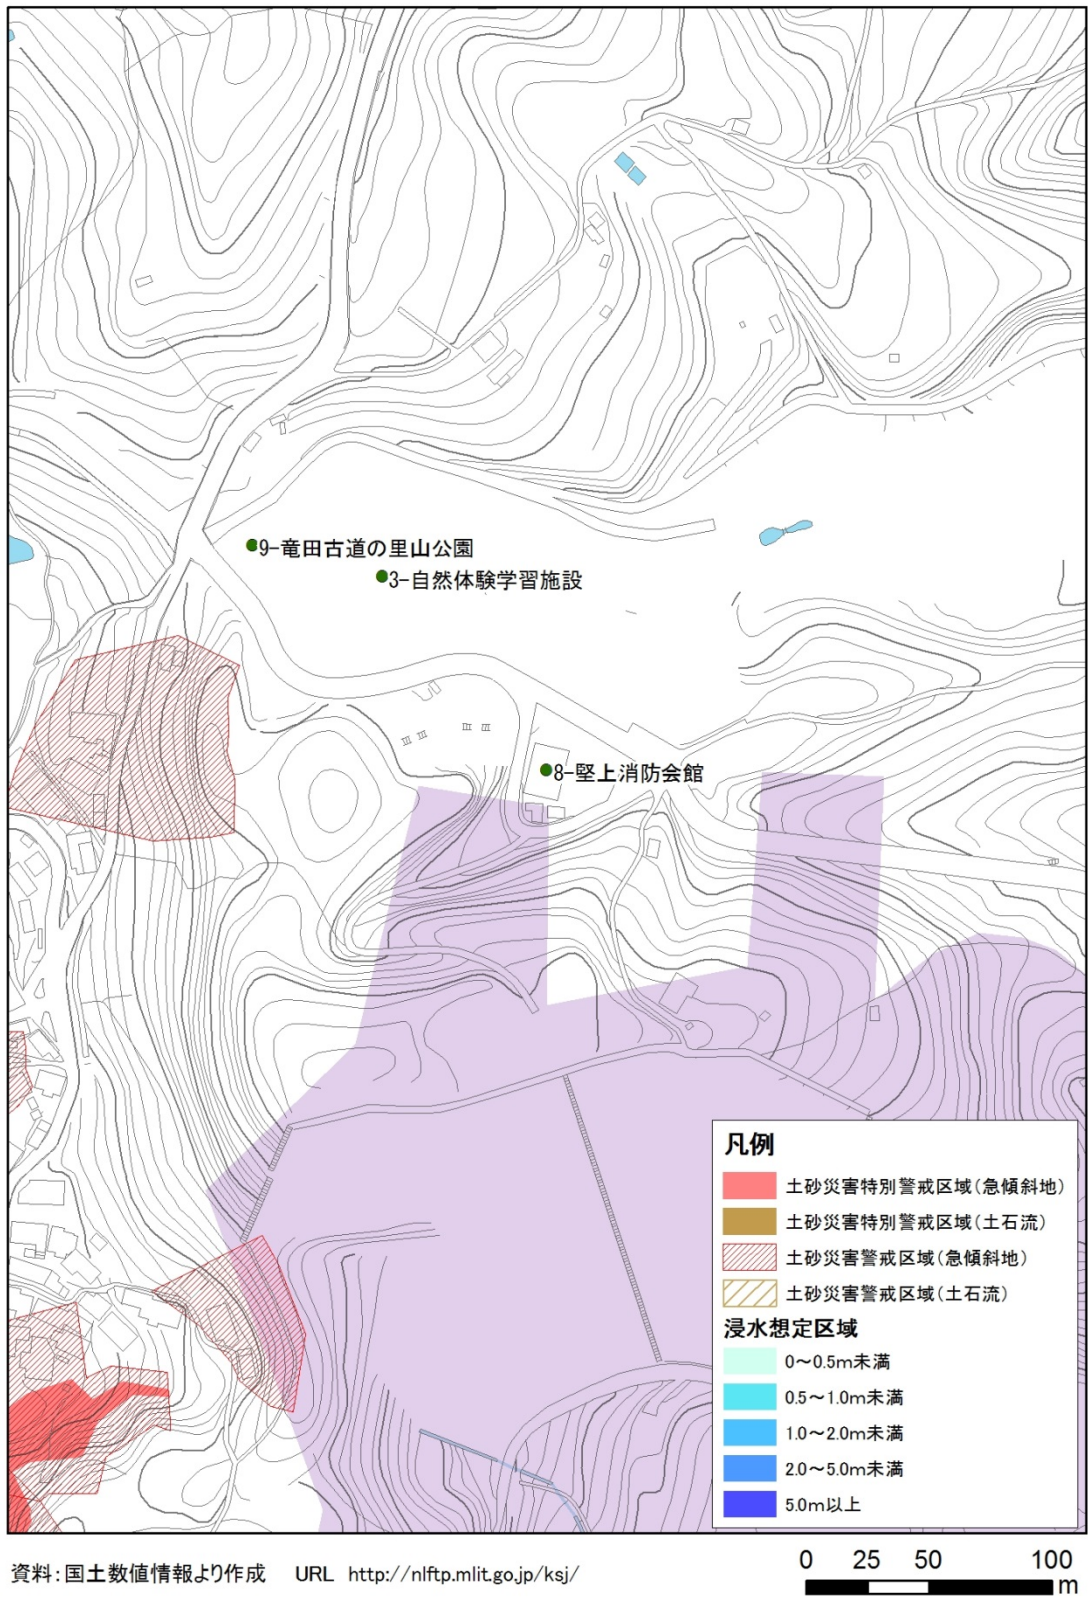 9-竜田古道の里山公園
3-自然体験学習施設
8-堅上消防会館
凡例
土砂災害特別警戒区域(急傾斜地)
土砂災害特別警戒区域(土石流)
土砂災害警戒区域(急傾斜地)
土砂災害警戒区域(土石流)
浸水想定区域
0～0.5m未満
0.5～1.0m未満
1.0～2.0m未満
2.0～5.0m未満
5.0m以上
資料:国土数値情報より作成 URL http://nlftp.mlit.go.jp/ksj/
0 25 50 100
m